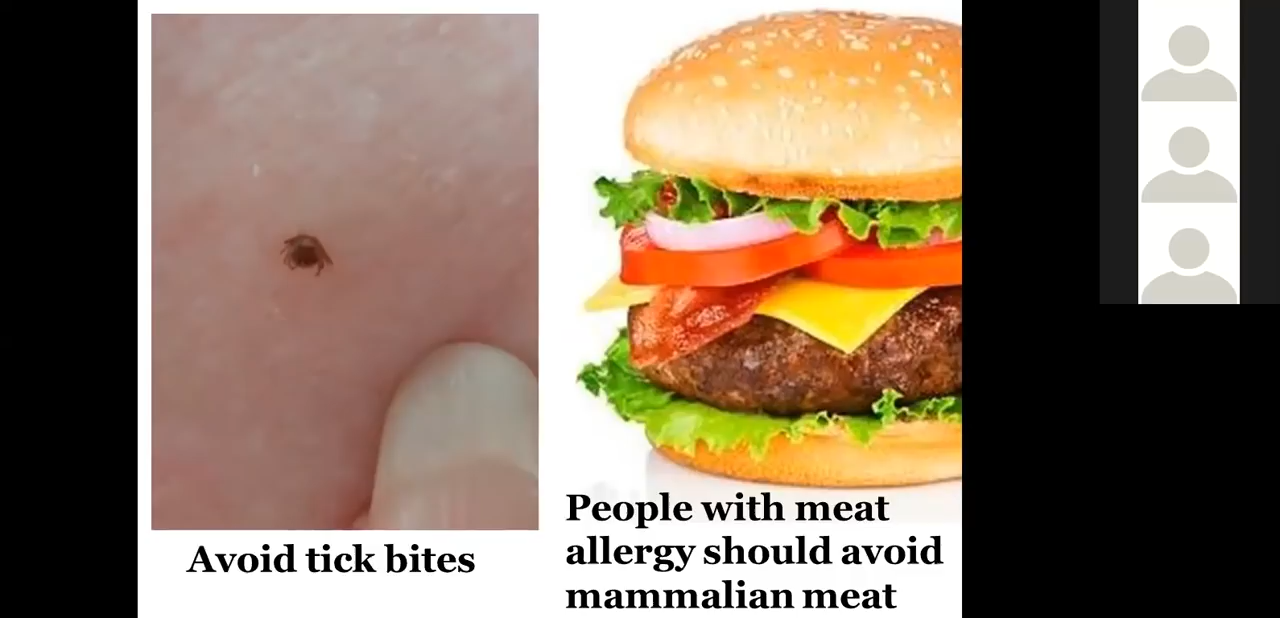 Avoid tick bites
People with meat
allergy should avoid
mammalian meat